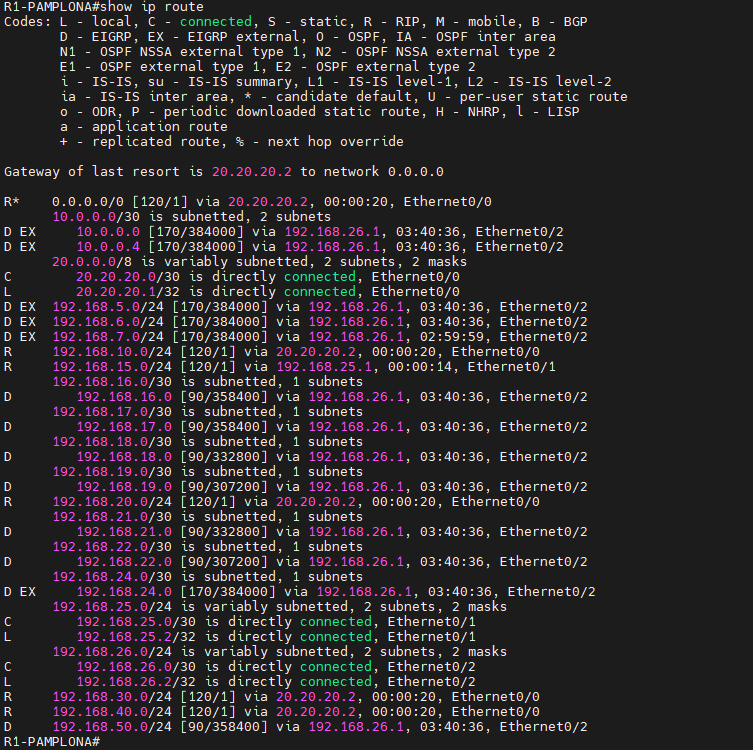 R1-PAMPLONA#show ip route
Codes: L - local, C - connected, S - static, R - RIP, M - mobile, B - BGP
       D - EIGRP, EX - EIGRP external, O - OSPF, IA - OSPF inter area
       N1 - OSPF NSSA external type 1, N2 - OSPF NSSA external type 2
       E1 - OSPF external type 1, E2 - OSPF external type 2
       i - IS-IS, su - IS-IS summary, L1 - IS-IS level-1, L2 - IS-IS level-2
       ia - IS-IS inter area, * - candidate default, U - per-user static route
       o - ODR, P - periodic downloaded static route, H - NHRP, l - LISP
       a - application route
       + - replicated route, % - next hop override

Gateway of last resort is 20.20.20.2 to network 0.0.0.0

R*    0.0.0.0/0 [120/1] via 20.20.20.2, 00:00:20, Ethernet0/0
      10.0.0.0/30 is subnetted, 2 subnets
D EX     10.0.0.0 [170/384000] via 192.168.26.1, 03:40:36, Ethernet0/2
D EX     10.0.0.4 [170/384000] via 192.168.26.1, 03:40:36, Ethernet0/2
      20.0.0.0/8 is variably subnetted, 2 subnets, 2 masks
C        20.20.20.0/30 is directly connected, Ethernet0/0
L        20.20.20.1/32 is directly connected, Ethernet0/0
D EX  192.168.5.0/24 [170/384000] via 192.168.26.1, 03:40:36, Ethernet0/2
D EX  192.168.6.0/24 [170/384000] via 192.168.26.1, 03:40:36, Ethernet0/2
D EX  192.168.7.0/24 [170/384000] via 192.168.26.1, 02:59:59, Ethernet0/2
R     192.168.10.0/24 [120/1] via 20.20.20.2, 00:00:20, Ethernet0/0
R     192.168.15.0/24 [120/1] via 192.168.25.1, 00:00:14, Ethernet0/1
      192.168.16.0/30 is subnetted, 1 subnets
D        192.168.16.0 [90/358400] via 192.168.26.1, 03:40:36, Ethernet0/2
      192.168.17.0/30 is subnetted, 1 subnets
D        192.168.17.0 [90/358400] via 192.168.26.1, 03:40:36, Ethernet0/2
      192.168.18.0/30 is subnetted, 1 subnets
D        192.168.18.0 [90/332800] via 192.168.26.1, 03:40:36, Ethernet0/2
      192.168.19.0/30 is subnetted, 1 subnets
D        192.168.19.0 [90/307200] via 192.168.26.1, 03:40:36, Ethernet0/2
R     192.168.20.0/24 [120/1] via 20.20.20.2, 00:00:20, Ethernet0/0
      192.168.21.0/30 is subnetted, 1 subnets
D        192.168.21.0 [90/332800] via 192.168.26.1, 03:40:36, Ethernet0/2
      192.168.22.0/30 is subnetted, 1 subnets
D        192.168.22.0 [90/307200] via 192.168.26.1, 03:40:36, Ethernet0/2
      192.168.24.0/30 is subnetted, 1 subnets
D EX     192.168.24.0 [170/384000] via 192.168.26.1, 03:40:36, Ethernet0/2
      192.168.25.0/24 is variably subnetted, 2 subnets, 2 masks
C        192.168.25.0/30 is directly connected, Ethernet0/1
L        192.168.25.2/32 is directly connected, Ethernet0/1
      192.168.26.0/24 is variably subnetted, 2 subnets, 2 masks
C        192.168.26.0/30 is directly connected, Ethernet0/2
L        192.168.26.2/32 is directly connected, Ethernet0/2
R     192.168.30.0/24 [120/1] via 20.20.20.2, 00:00:20, Ethernet0/0
R     192.168.40.0/24 [120/1] via 20.20.20.2, 00:00:20, Ethernet0/0
D     192.168.50.0/24 [90/358400] via 192.168.26.1, 03:40:36, Ethernet0/2
R1-PAMPLONA#